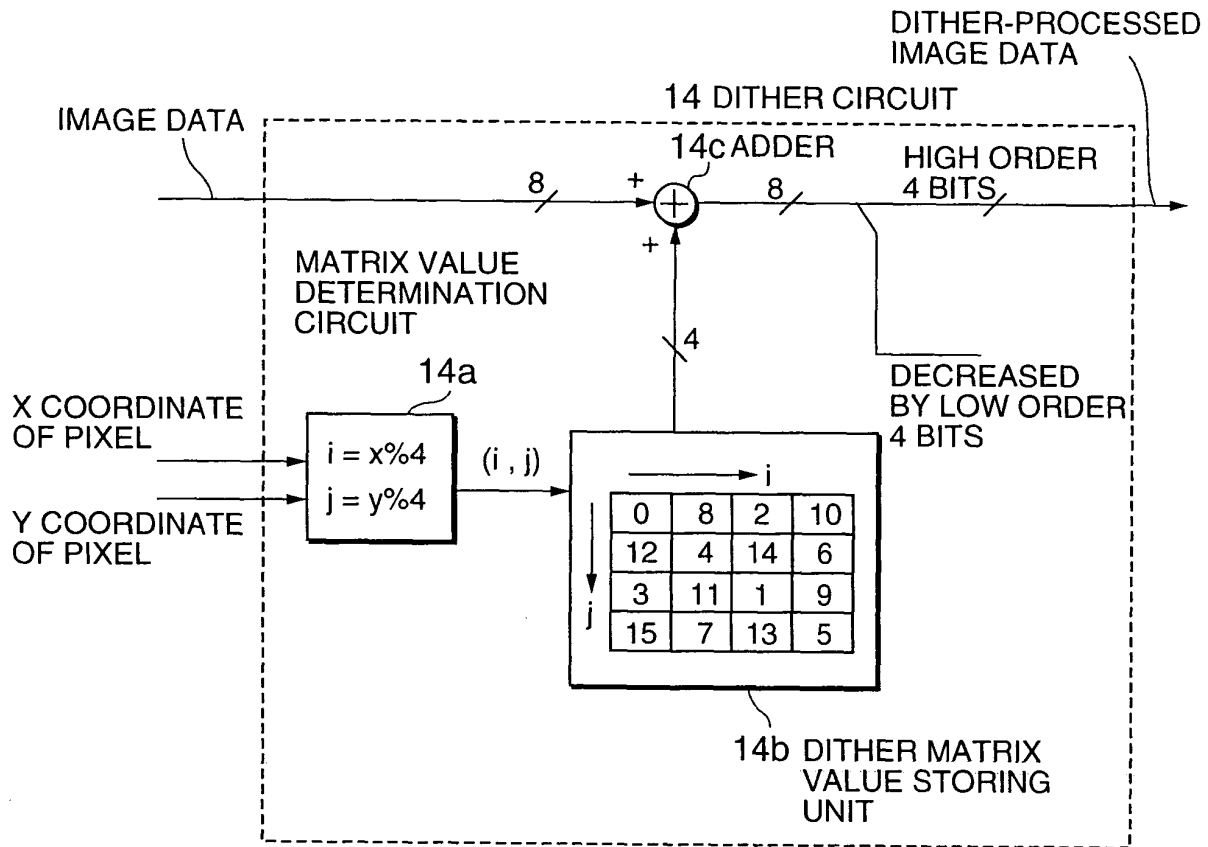 DITHER-PROCESSED
IMAGE DATA
14 DITHER CIRCUIT
IMAGE DATA
14c ADDER
HIGH ORDER
4 BITS
8
+
+
8
+
MATRIX VALUE
DETERMINATION
CIRCUIT
4
14a
DECREASED
BY LOW ORDER
4 BITS
X COORDINATE
OF PIXEL
i = x%4
j = y%4
(i , j)
Y COORDINATE
OF PIXEL
i
j
0 8 2 10
12 4 14 6
3 11 1 9
15 7 13 5
14b DITHER MATRIX
VALUE STORING
UNIT